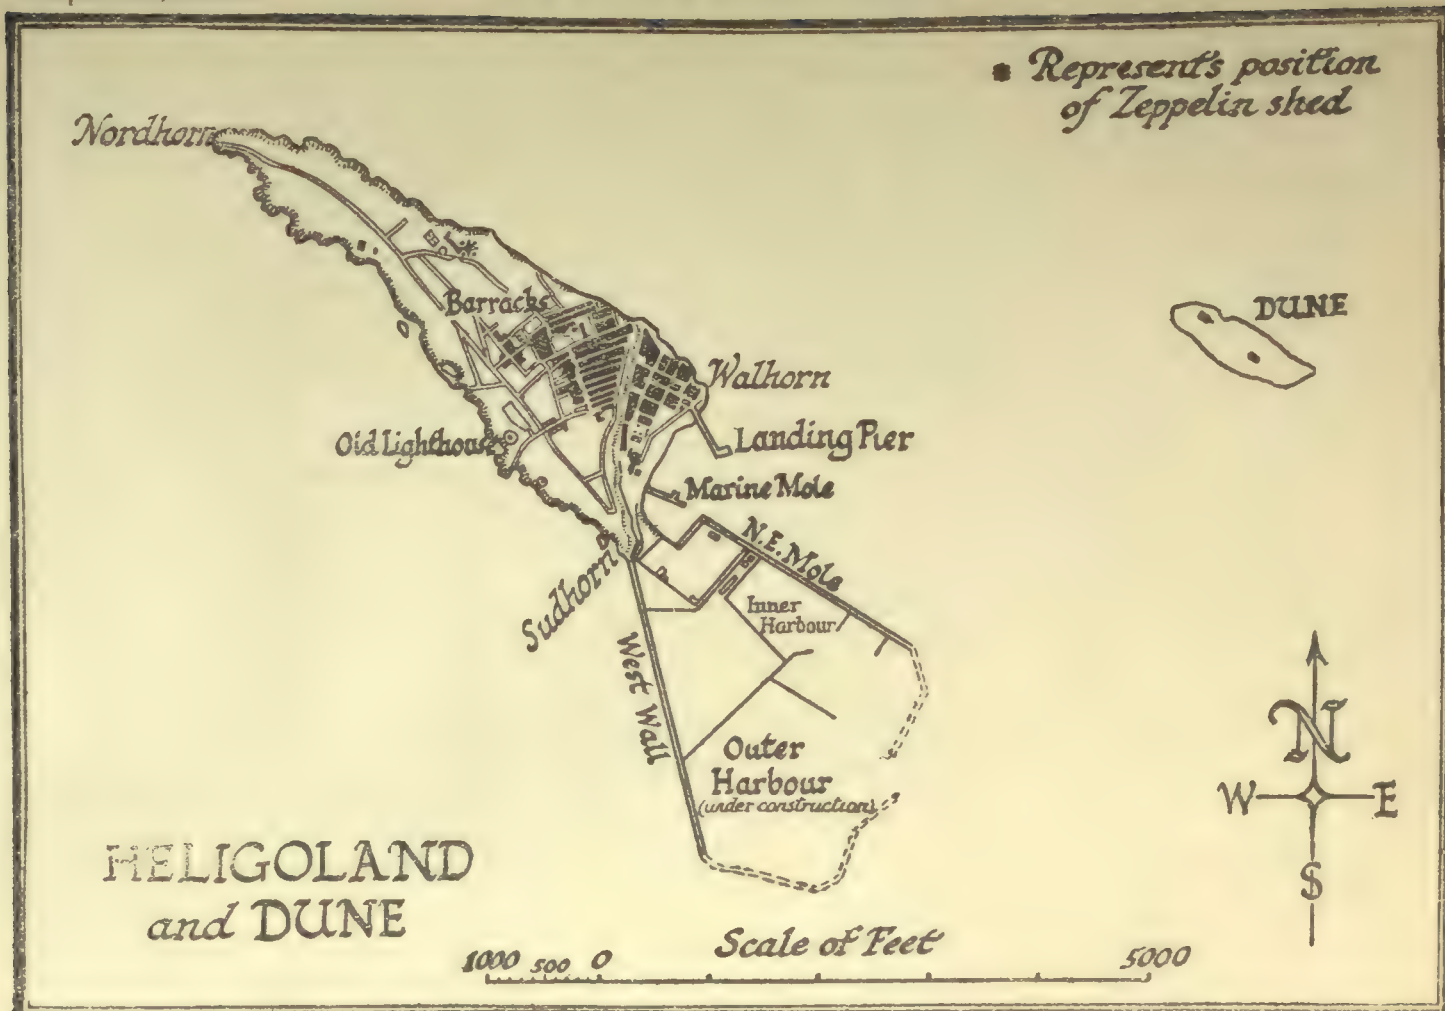 Represent's position
of Zeppelin shed
Nordhorn
DUNE
Barracks
Walhorn
Old Lighthouse
Landing Pier
Marine Mole
N.E. Mole
Sudhorn
Inner
Harbour
West Wall
Outer
Harbour
(under construction)
N
W E
S
HELIGOLAND
and DUNE
Scale of Feet
1000 500 0 5000